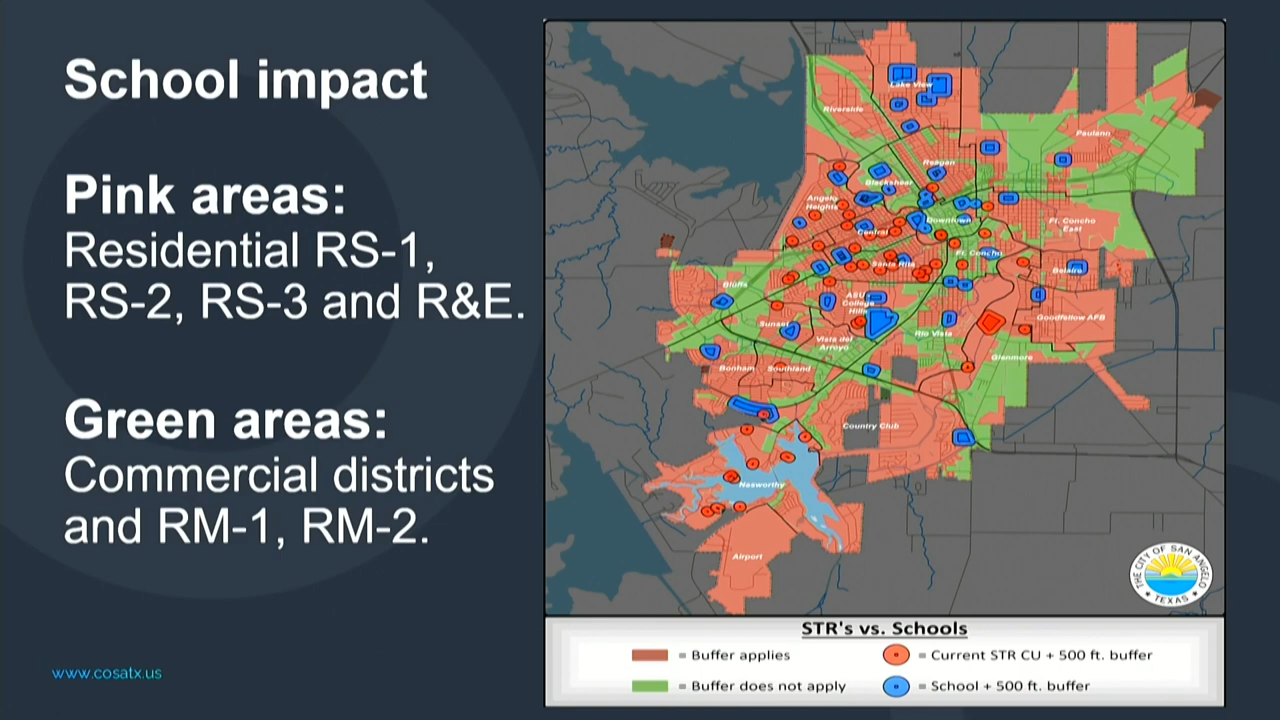 School impact
Pink areas:
Residential RS-1,
RS-2, RS-3 and R&E.
Green areas:
Commercial districts
and RM-1, RM-2.
www.cosatx.us
Lake View
Riverside
Paulann
Reagan
Blackshear
Angelo
Heights
Downtown
Central
Ft. Concho
East
Ft. Concho
Santa Rita
Belaire
Bluffs
ASU
College
Hills
Sunset
Rio Vista
Goodfellow AFB
Vista del
Arroyo
Glenmore
Bonham
Southland
Country Club
Nasworthy
Airport
THE CITY OF SAN ANGELO
TEXAS
STR's vs. Schools
= Buffer applies
= Current STR CU + 500 ft. buffer
= Buffer does not apply
= School + 500 ft. buffer